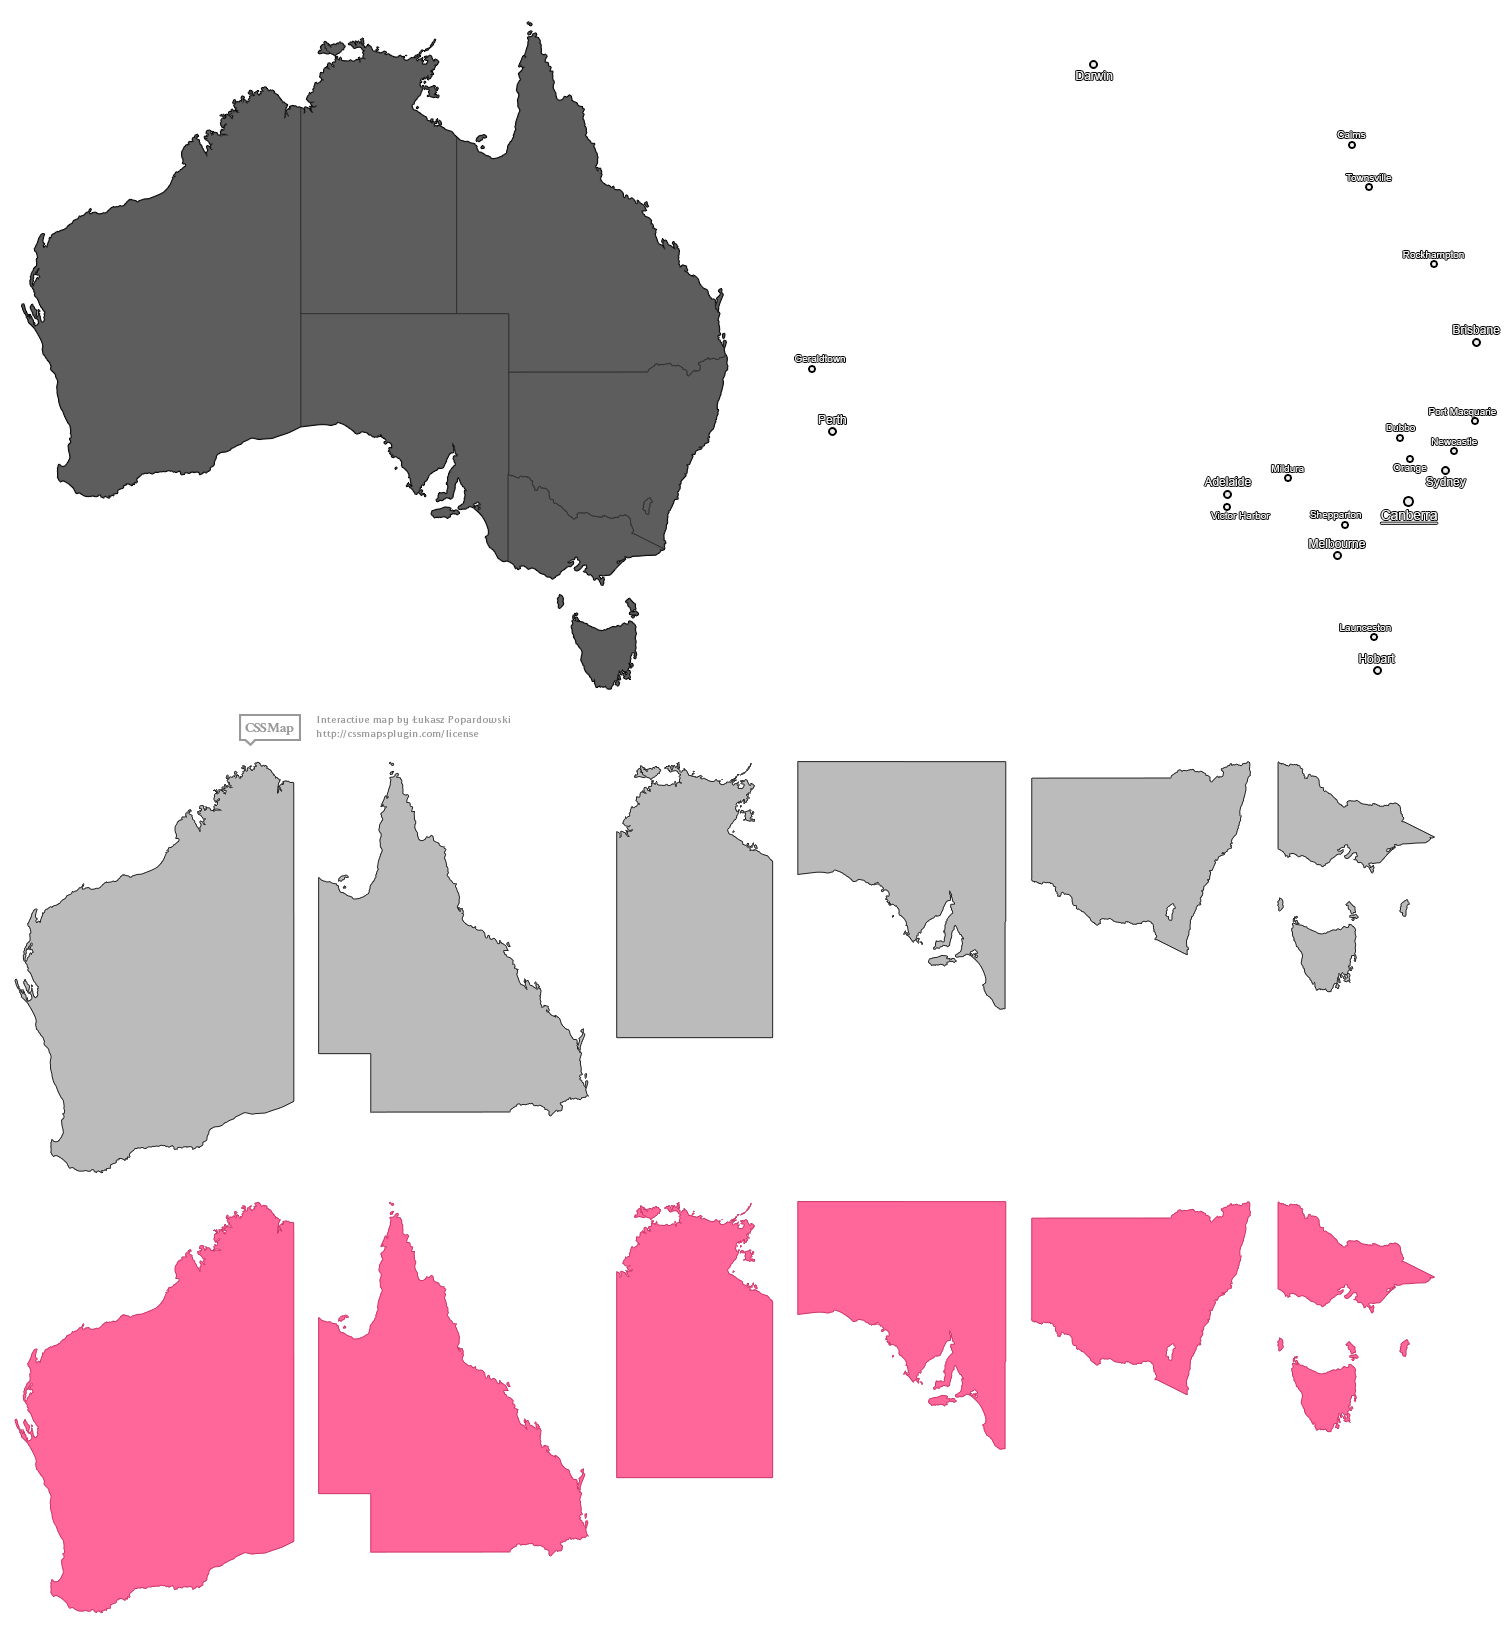 Darwin
Cairns
Townsville
Rockhampton
Brisbane
Geraldtown
Perth
Port Macquarie
Dubbo
Newcastle
Orange
Mildura
Sydney
Adelaide
Victor Harbor
Shepparton
Canberra
Melbourne
Launceston
Hobart
CSSMap
Interactive map by Łukasz Popardowski
http://cssmapsplugin.com/license